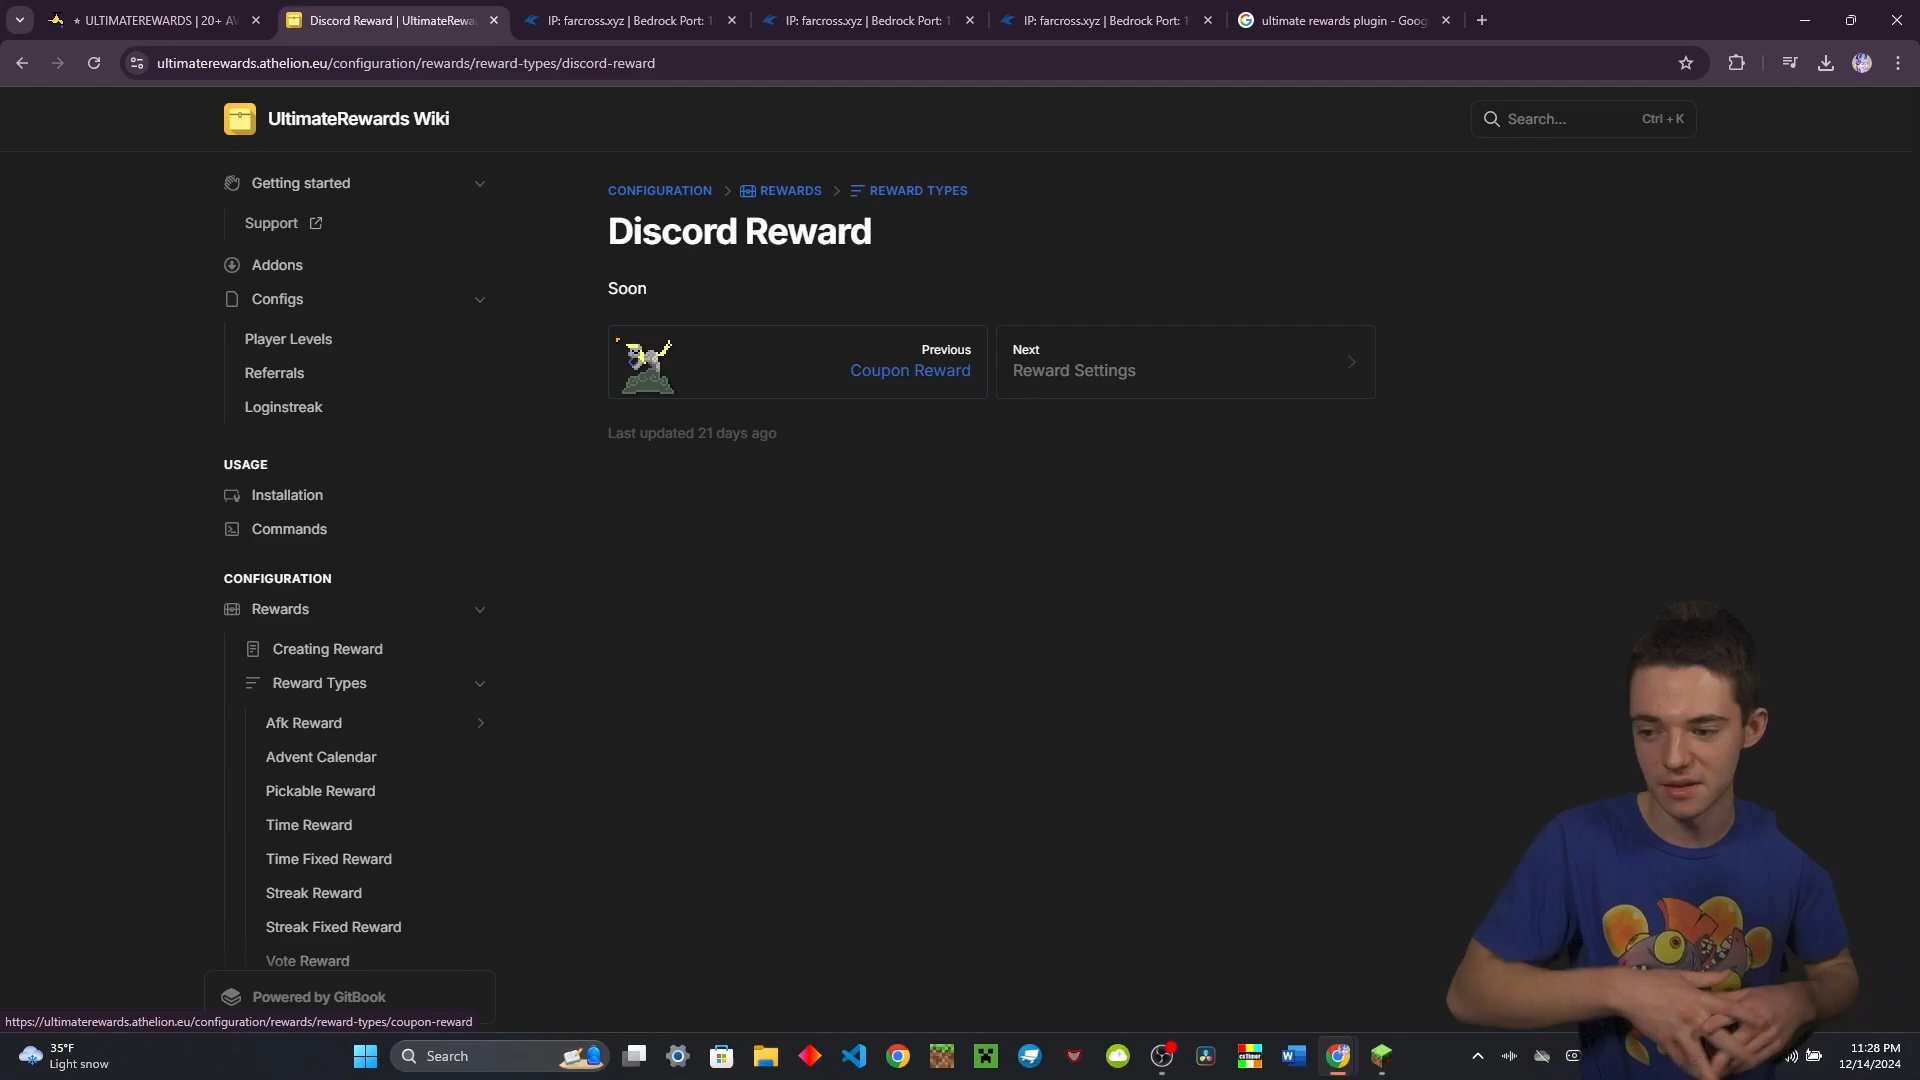 ULTIMATEREWARDS | 20+ AV
Discord Reward | UltimateRewa
IP: farcross.xyz | Bedrock Port: 1
IP: farcross.xyz | Bedrock Port: 1
IP: farcross.xyz | Bedrock Port: 1
ultimate rewards plugin - Goog
ultimaterewards.athelion.eu/configuration/rewards/reward-types/discord-reward
UltimateRewards Wiki
Search...
Ctrl + K
Getting started
Support
Addons
Configs
Player Levels
Referrals
Loginstreak
USAGE
Installation
Commands
CONFIGURATION
Rewards
Creating Reward
Reward Types
Afk Reward
Advent Calendar
Pickable Reward
Time Reward
Time Fixed Reward
Streak Reward
Streak Fixed Reward
Vote Reward
Powered by GitBook
CONFIGURATION
REWARDS
REWARD TYPES
Discord Reward
Soon
Previous
Coupon Reward
Next
Reward Settings
Last updated 21 days ago
https://ultimaterewards.athelion.eu/configuration/rewards/reward-types/coupon-reward
35°F
Light snow
Search
csTimer
11:28 PM
12/14/2024